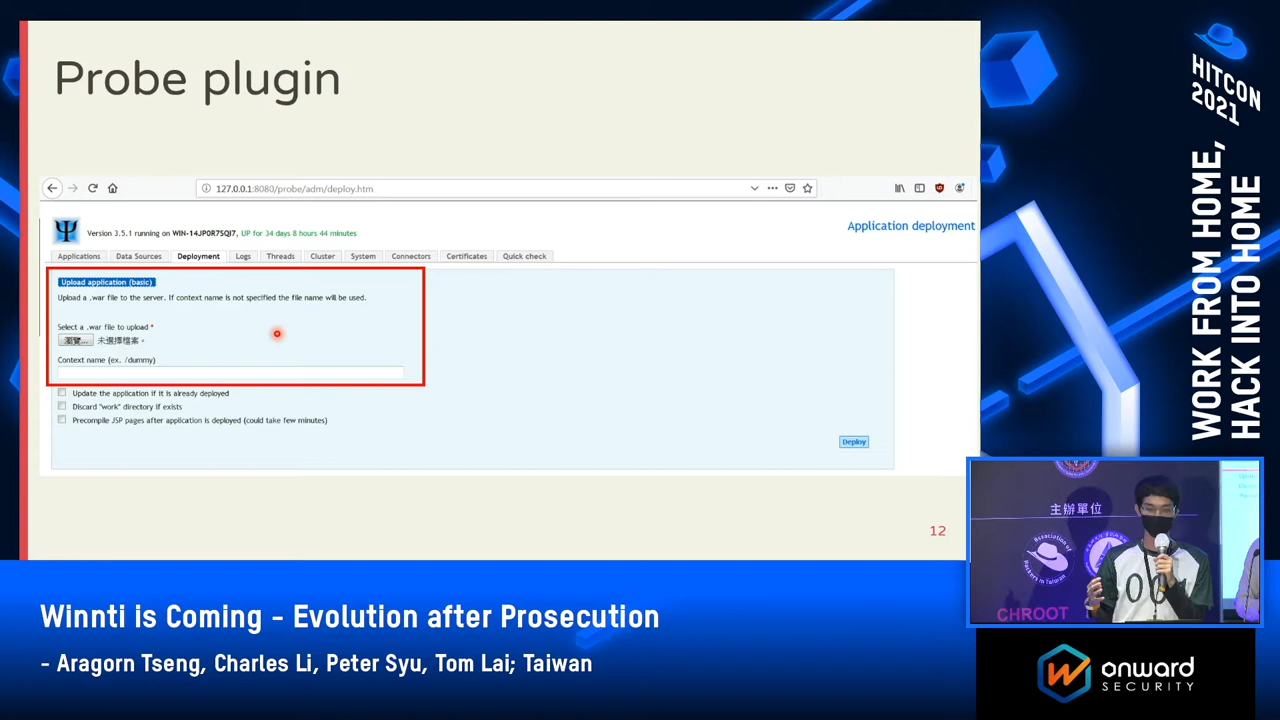 Probe plugin
127.0.0.1:8080/probe/adm/deploy.htm
Version 3.5.1 running on WIN-14JP0R7SQI7, UP for 34 days 8 hours 44 minutes
Application deployment
Applications Data Sources Deployment Logs Threads Cluster System Connectors Certificates Quick check
Upload application (basic)
Upload a .war file to the server. If context name is not specified the file name will be used.
Select a .war file to upload *
瀏覽... 未選擇檔案。
Context name (ex. /dummy)
Update the application if it is already deployed
Discard "work" directory if exists
Precompile JSP pages after application is deployed (could take few minutes)
Deploy
12
HITCON
2021
WORK FROM HOME,
HACK INTO HOME
主辦單位
Association of
Hackers in Taiwan
CHROOT
Winnti is Coming - Evolution after Prosecution
- Aragorn Tseng, Charles Li, Peter Syu, Tom Lai; Taiwan
onward
SECURITY